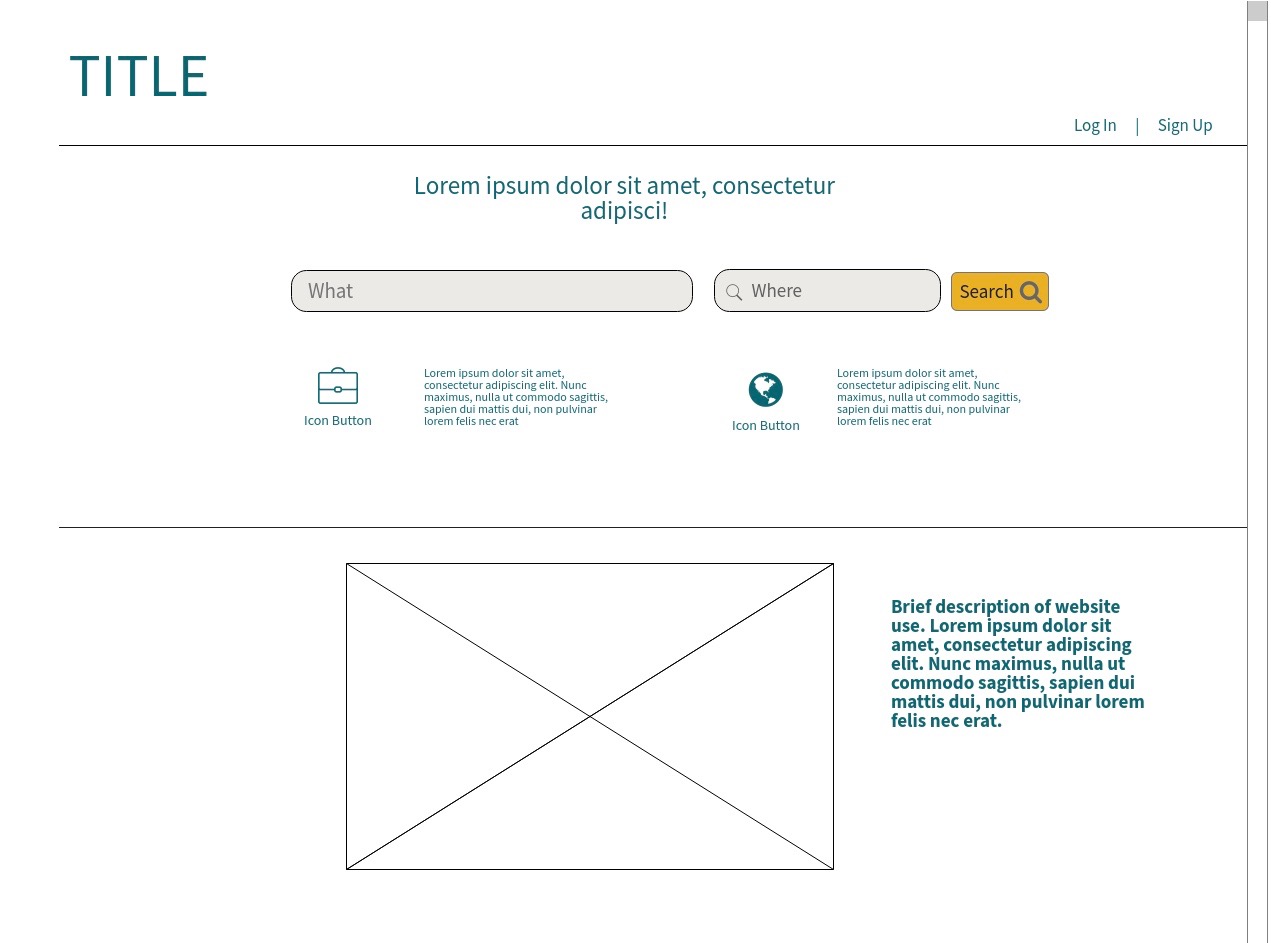 TITLE
Log In | Sign Up
Lorem ipsum dolor sit amet, consectetur
adipisci!
What
Where
Search
Icon Button
Lorem ipsum dolor sit amet,
consectetur adipiscing elit. Nunc
maximus, nulla ut commodo sagittis,
sapien dui mattis dui, non pulvinar
lorem felis nec erat
Icon Button
Lorem ipsum dolor sit amet,
consectetur adipiscing elit. Nunc
maximus, nulla ut commodo sagittis,
sapien dui mattis dui, non pulvinar
lorem felis nec erat
Brief description of website
use. Lorem ipsum dolor sit
amet, consectetur adipiscing
elit. Nunc maximus, nulla ut
commodo sagittis, sapien dui
mattis dui, non pulvinar lorem
felis nec erat.